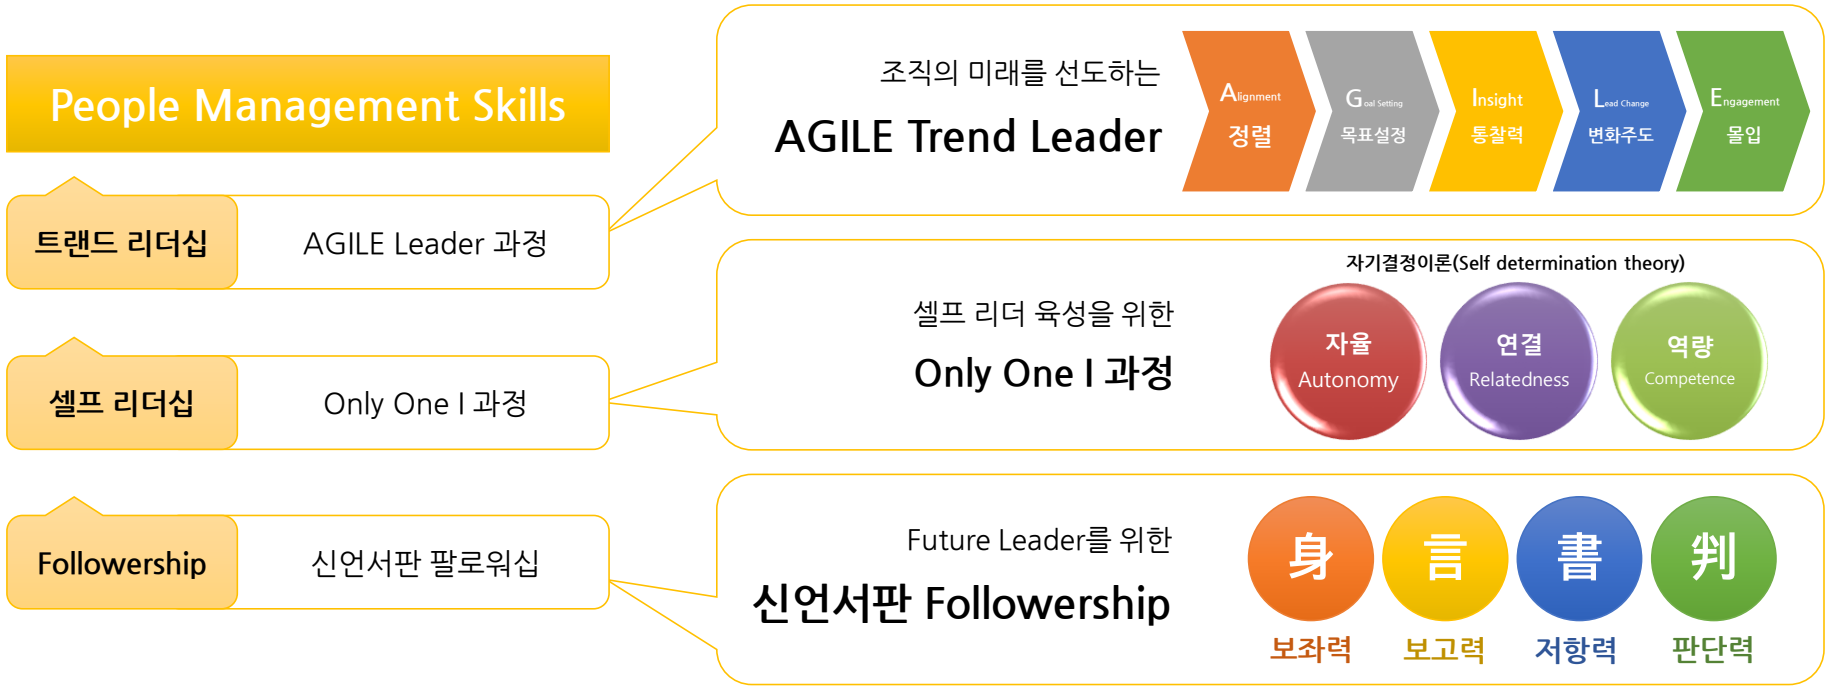 People Management Skills
트랜드 리더십
AGILE Leader 과정
셀프 리더십
Only One I 과정
Followership
신언서판 팔로워십
조직의 미래를 선도하는
AGILE Trend Leader
Alignment
정렬
Goal Setting
목표설정
Insight
통찰력
Lead Change
변화주도
Engagement
몰입
셀프 리더 육성을 위한
Only One I 과정
자기결정이론(Self determination theory)
자율
Autonomy
연결
Relatedness
역량
Competence
Future Leader를 위한
신언서판 Followership
身
보좌력
言
보고력
書
저항력
判
판단력